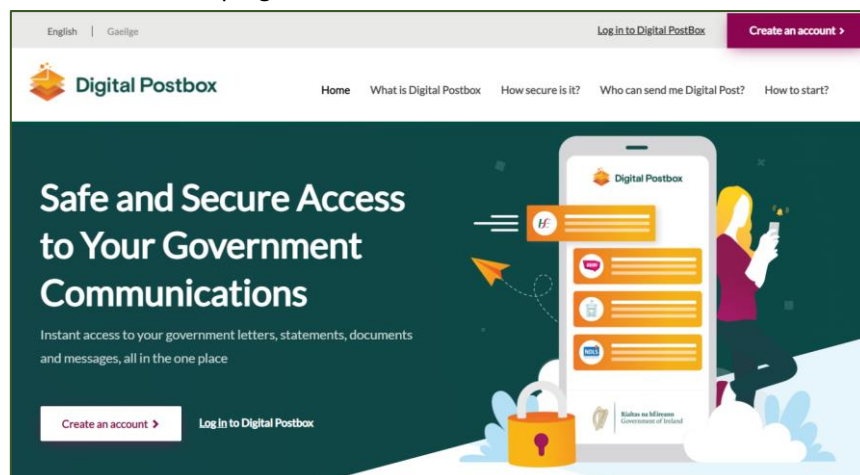 English | Gaeilge
Log in to Digital PostBox
Create an account >
Digital Postbox
Home What is Digital Postbox How secure is it? Who can send me Digital Post? How to start?
Safe and Secure Access
to Your Government
Communications
Instant access to your government letters, statements, documents
and messages, all in the one place
Create an account > Log In to Digital Postbox
Digital Postbox
NDLS
Rialtas na hÉireann
Government of Ireland